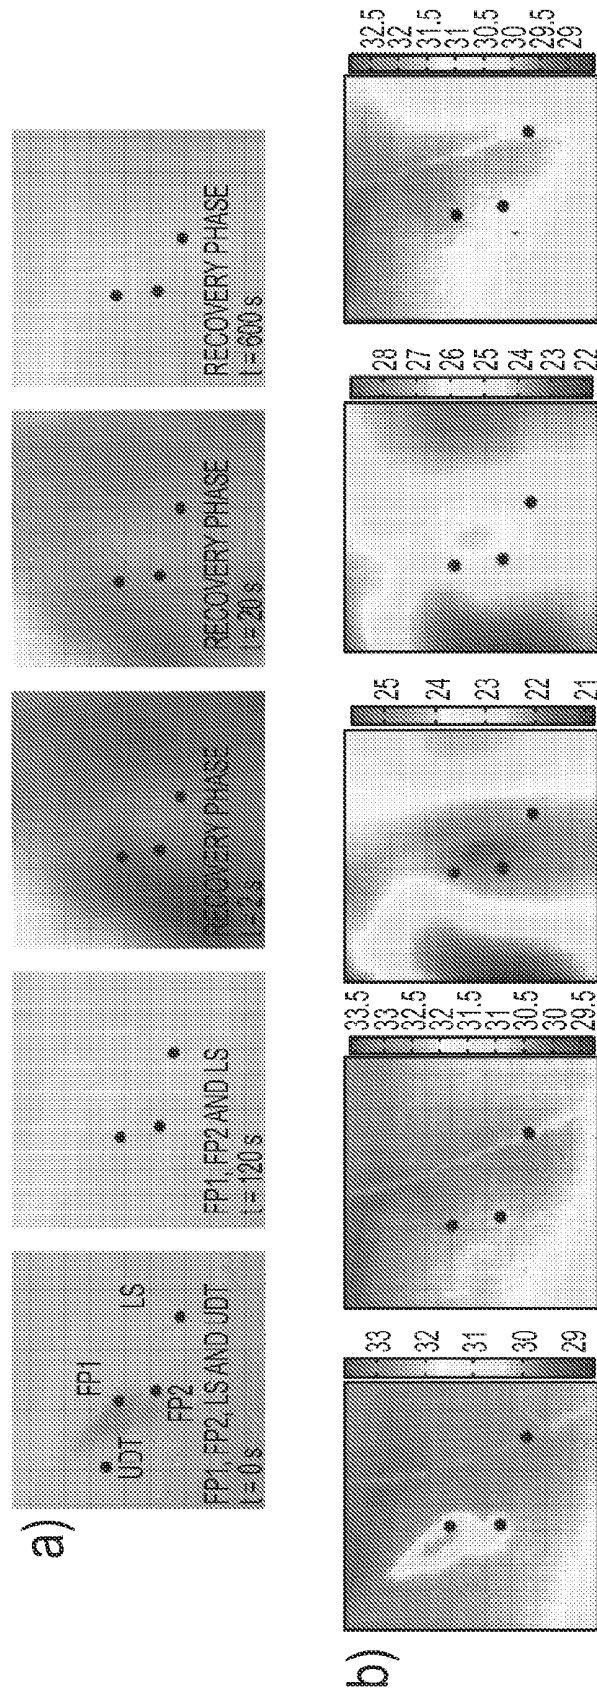 a)
FP1
LS
UDT
FP2
FP1, FP2, LS AND UDT
t = 0 s
FP1, FP2 AND LS
t = 120 s
RECOVERY PHASE
t = 2 s
RECOVERY PHASE
t = 20 s
RECOVERY PHASE
t = 600 s
b)
33
32
31
30
29
33.5
33
32.5
32
31.5
31
30.5
30
29.5
25
24
23
22
21
28
27
26
25
24
23
22
32.5
32
31.5
31
30.5
30
29.5
29